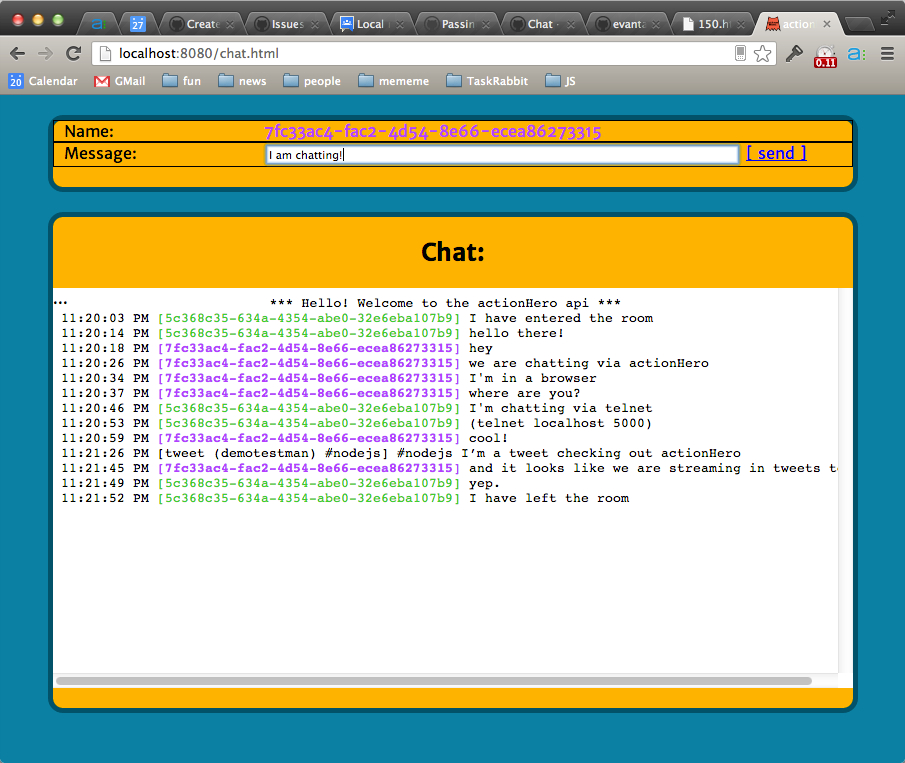 a:
27
Create
Issues
Local
Passin
Chat -
evant
150.h
action
localhost:8080/chat.html
0.11
a:
20 Calendar
GMail
fun
news
people
mememe
TaskRabbit
JS
Name: 7fc33ac4-fac2-4d54-8e66-ecea86273315
Message: I am chatting! [ send ]
Chat:
... *** Hello! Welcome to the actionHero api ***
11:20:03 PM [5c368c35-634a-4354-abe0-32e6eba107b9] I have entered the room
11:20:14 PM [5c368c35-634a-4354-abe0-32e6eba107b9] hello there!
11:20:18 PM [7fc33ac4-fac2-4d54-8e66-ecea86273315] hey
11:20:26 PM [7fc33ac4-fac2-4d54-8e66-ecea86273315] we are chatting via actionHero
11:20:34 PM [7fc33ac4-fac2-4d54-8e66-ecea86273315] I'm in a browser
11:20:37 PM [7fc33ac4-fac2-4d54-8e66-ecea86273315] where are you?
11:20:46 PM [5c368c35-634a-4354-abe0-32e6eba107b9] I'm chatting via telnet
11:20:53 PM [5c368c35-634a-4354-abe0-32e6eba107b9] (telnet localhost 5000)
11:20:59 PM [7fc33ac4-fac2-4d54-8e66-ecea86273315] cool!
11:21:26 PM [tweet (demotestman) #nodejs] #nodejs I’m a tweet checking out actionHero
11:21:45 PM [7fc33ac4-fac2-4d54-8e66-ecea86273315] and it looks like we are streaming in tweets
11:21:49 PM [5c368c35-634a-4354-abe0-32e6eba107b9] yep.
11:21:52 PM [5c368c35-634a-4354-abe0-32e6eba107b9] I have left the room